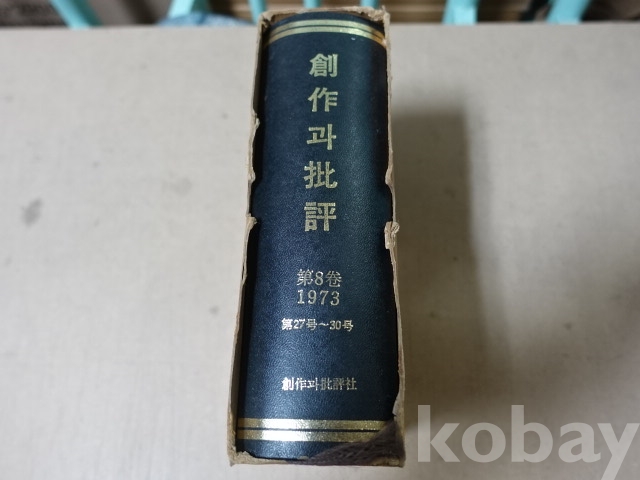 創作과批評
第8卷
1973
第27号~30号
創作과批評社
kobay